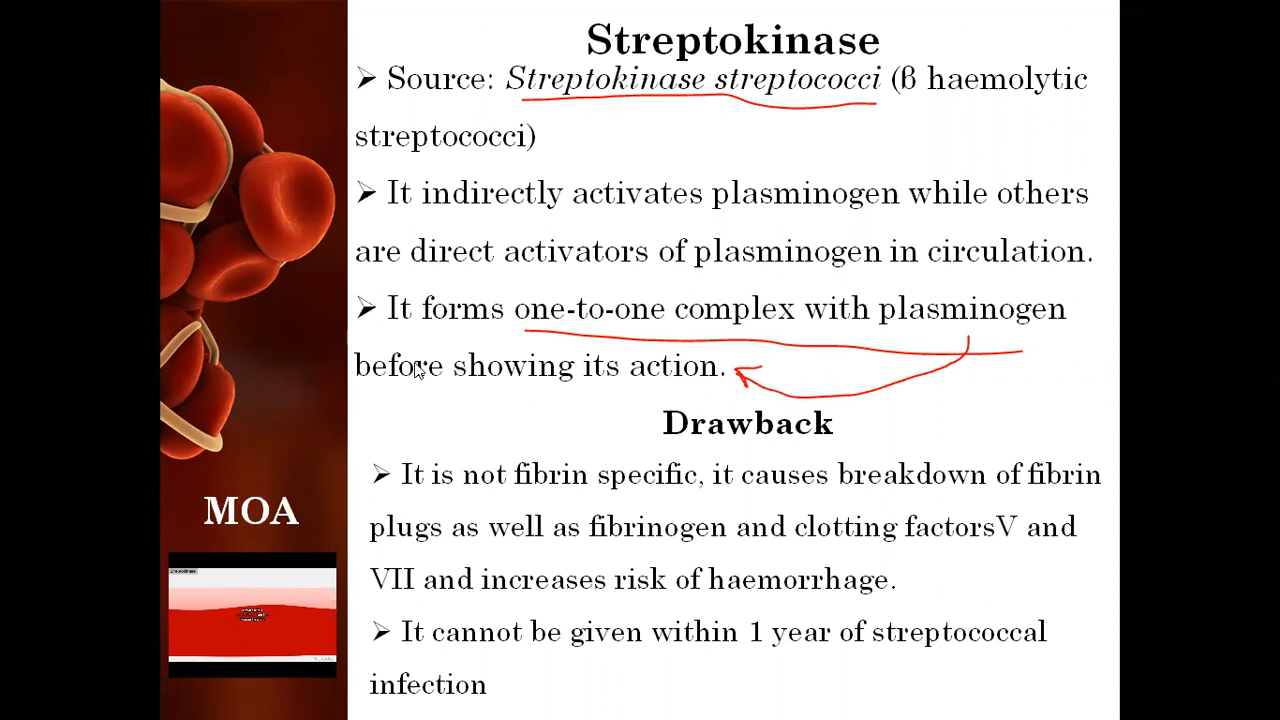 Streptokinase
➢ Source: Streptokinase streptococci (β haemolytic
streptococci)
➢ It indirectly activates plasminogen while others
are direct activators of plasminogen in circulation.
➢ It forms one-to-one complex with plasminogen
before showing its action.
Drawback
➢ It is not fibrin specific, it causes breakdown of fibrin
plugs as well as fibrinogen and clotting factorsV and
VII and increases risk of haemorrhage.
➢ It cannot be given within 1 year of streptococcal
infection
MOA
Streptokinase